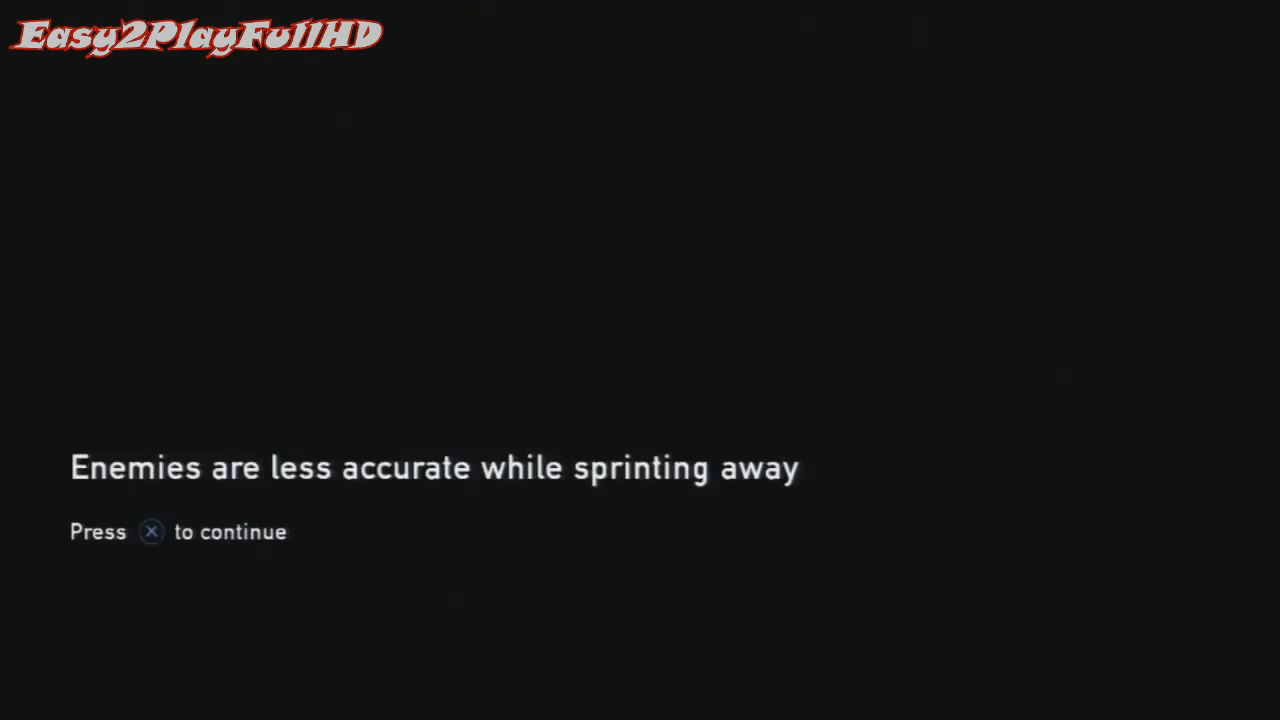 Easy2PlayFullHD
Enemies are less accurate while sprinting away
Press ⓧ to continue